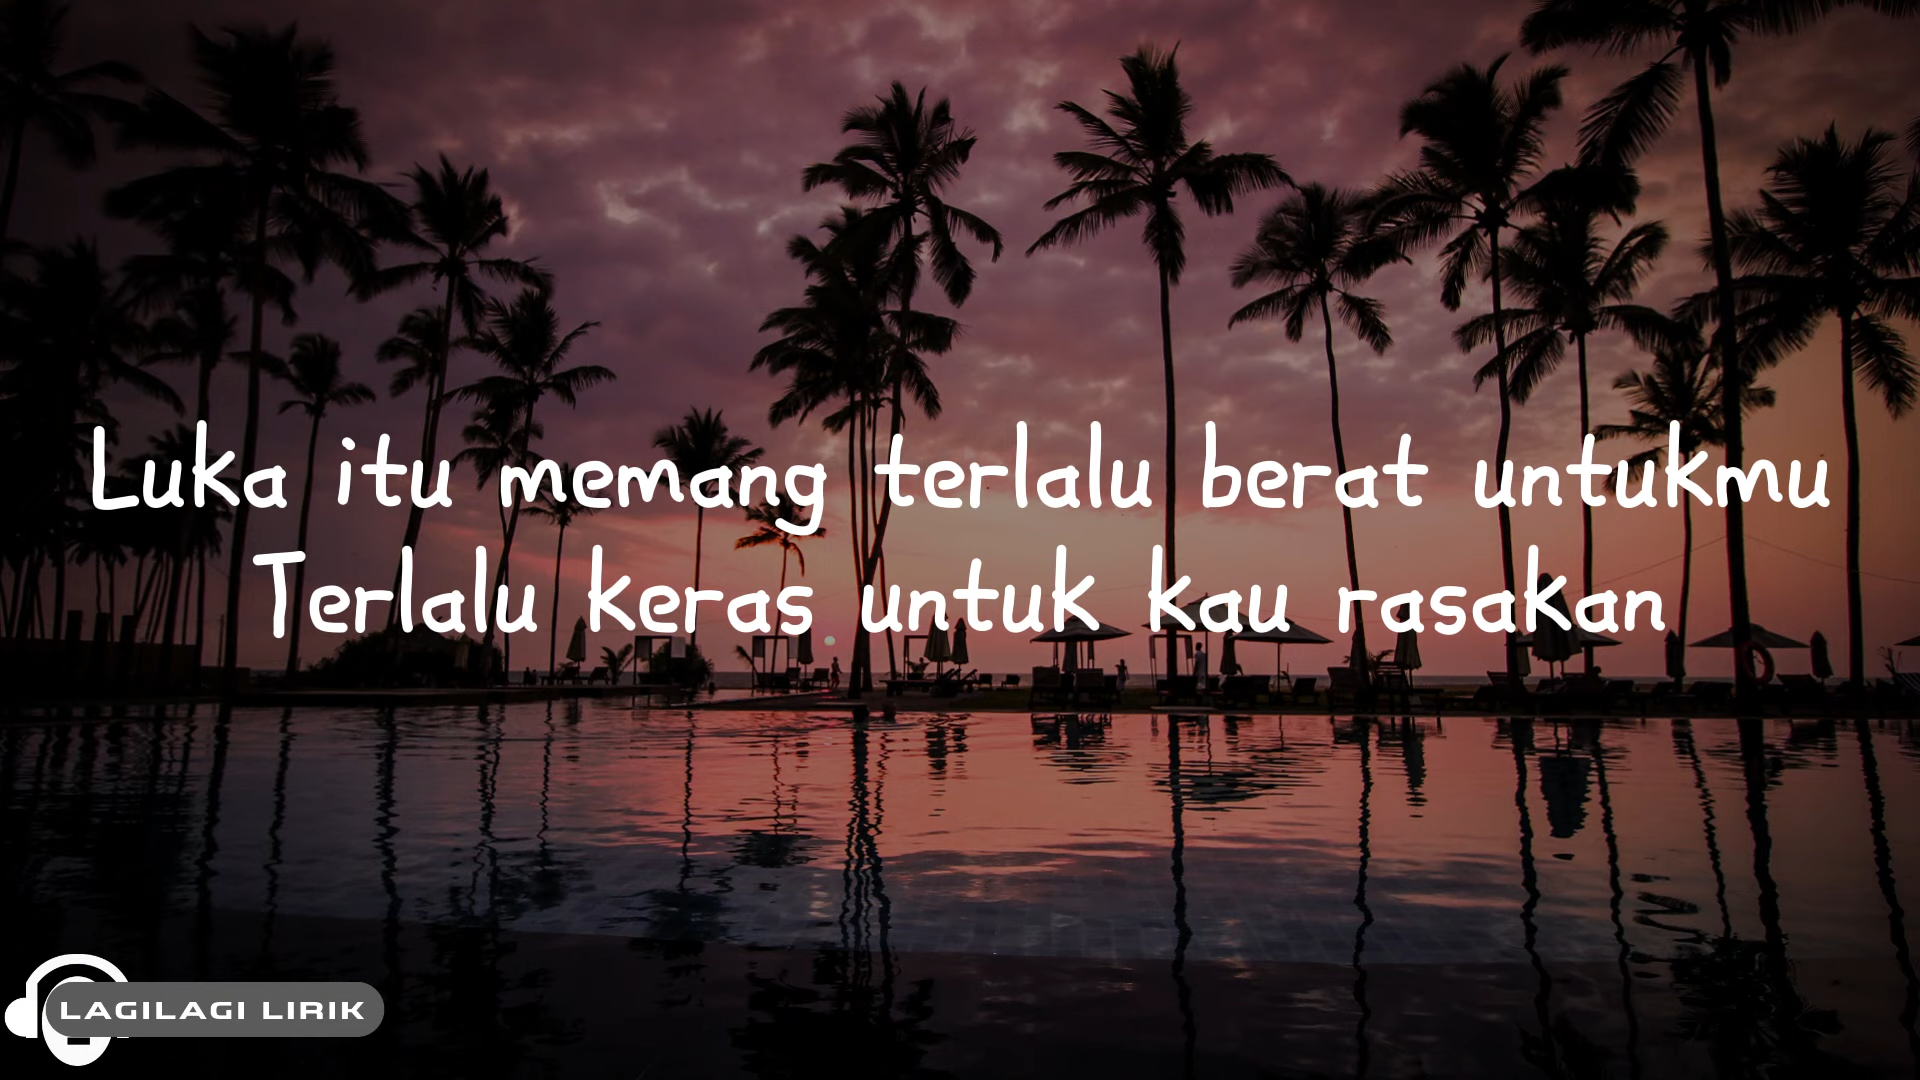 Luka itu memang terlalu berat untukmu
Terlalu keras untuk kau rasakan
LAGILAGI LIRIK